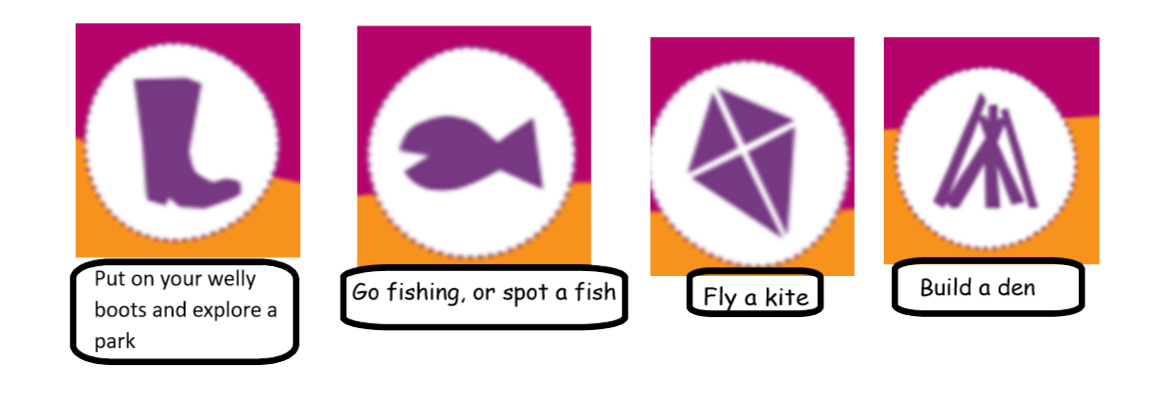 Put on your welly
boots and explore a
park
Go fishing, or spot a fish
Fly a kite
Build a den